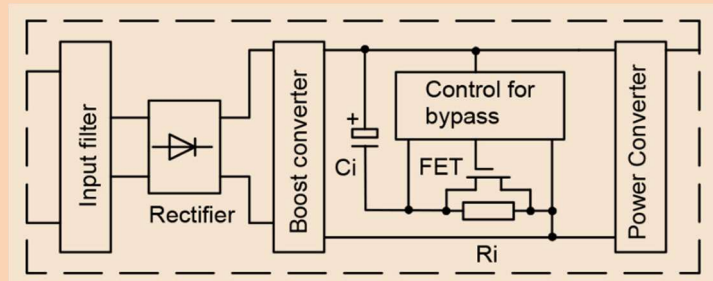 Input filter
Rectifier
Boost converter
+
Ci
Control for
bypass
FET
Ri
Power Converter